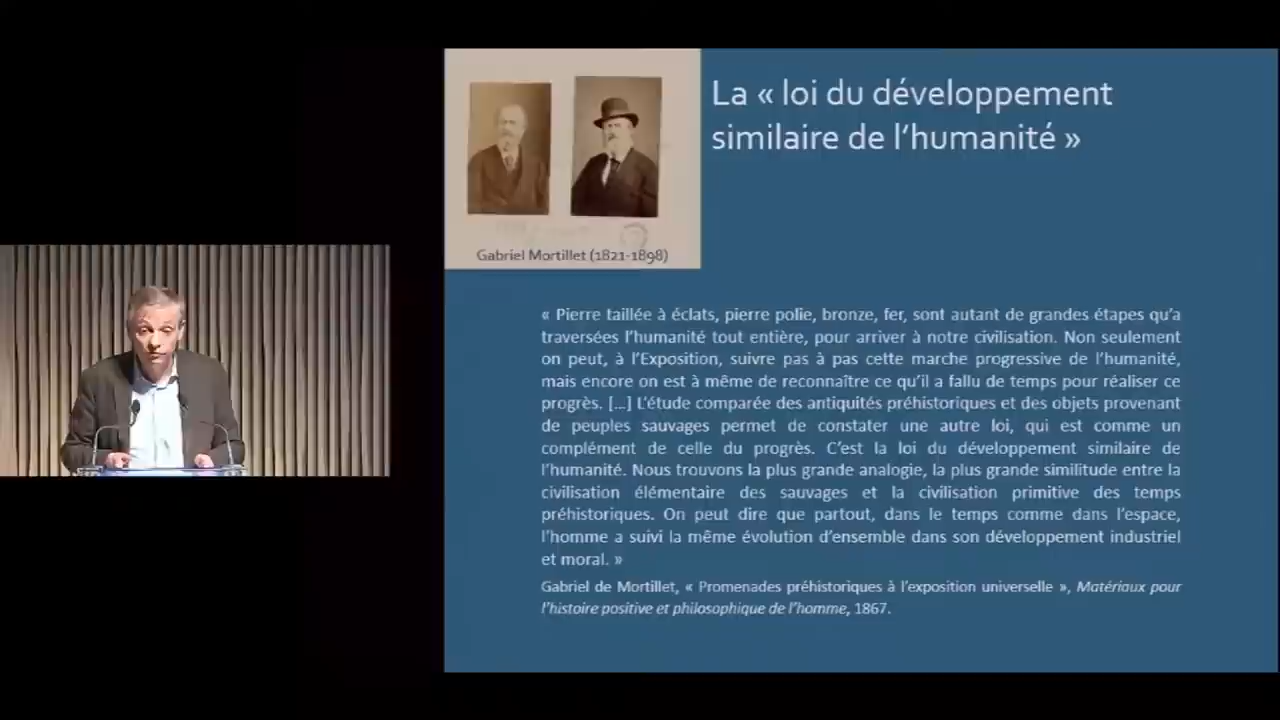 La « loi du développement
similaire de l'humanité »
Gabriel Mortillet (1821-1898)
« Pierre taillée à éclats, pierre polie, bronze, fer, sont autant de grandes étapes qu'a
traversées l'humanité tout entière, pour arriver à notre civilisation. Non seulement
on peut, à l'Exposition, suivre pas à pas cette marche progressive de l'humanité,
mais encore on est à même de reconnaître ce qu'il a fallu de temps pour réaliser ce
progrès. […] L'étude comparée des antiquités préhistoriques et des objets provenant
de peuples sauvages permet de constater une autre loi, qui est comme un
complément de celle du progrès. C'est la loi du développement similaire de
l'humanité. Nous trouvons la plus grande analogie, la plus grande similitude entre la
civilisation élémentaire des sauvages et la civilisation primitive des temps
préhistoriques. On peut dire que partout, dans le temps comme dans l'espace,
l'homme a suivi la même évolution d'ensemble dans son développement industriel
et moral. »
Gabriel de Mortillet, « Promenades préhistoriques à l'exposition universelle », Matériaux pour
l'histoire positive et philosophique de l'homme, 1867.